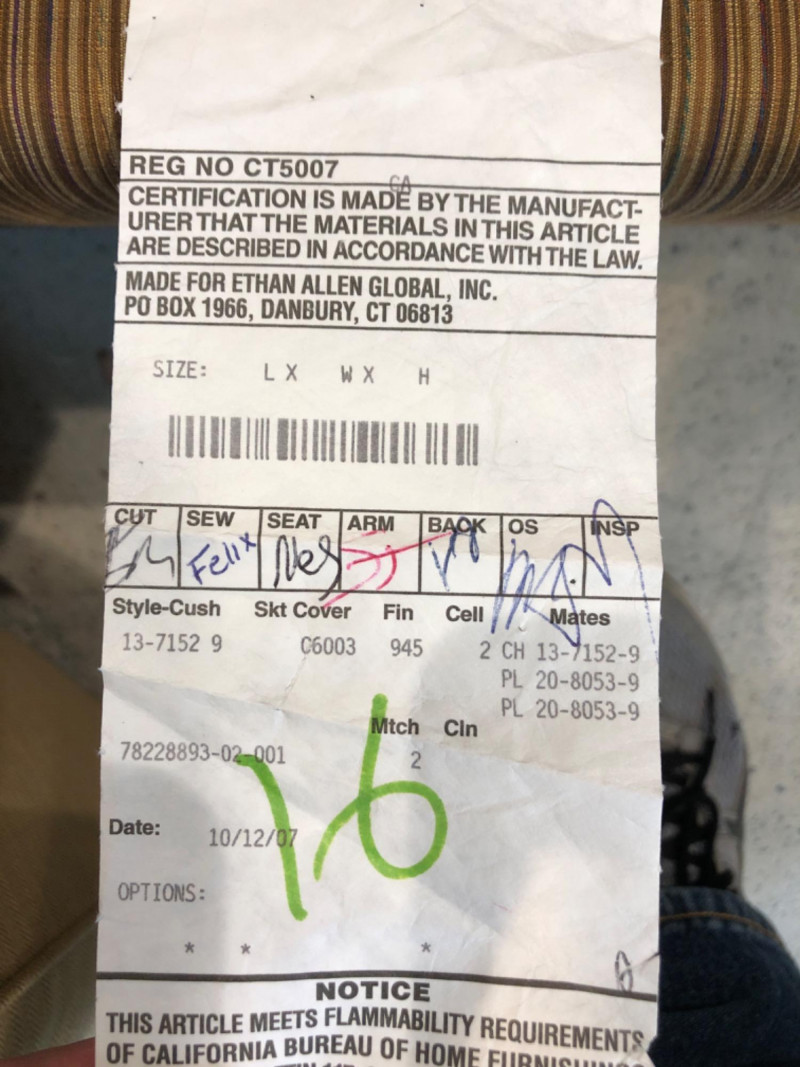 REG NO CT5007
CA
CERTIFICATION IS MADE BY THE MANUFACT-
URER THAT THE MATERIALS IN THIS ARTICLE
ARE DESCRIBED IN ACCORDANCE WITH THE LAW.
MADE FOR ETHAN ALLEN GLOBAL, INC.
PO BOX 1966, DANBURY, CT 06813
SIZE: L X W X H
CUT SEW SEAT ARM BACK OS INSP
Felix Nes
Style-Cush Skt Cover Fin Cell Mates
13-7152 9 C6003 945 2 CH 13-7152-9
PL 20-8053-9
PL 20-8053-9
Mtch Cln
78228893-02-001 2
16
Date: 10/12/07
OPTIONS:
* * *
NOTICE
THIS ARTICLE MEETS FLAMMABILITY REQUIREMENTS
OF CALIFORNIA BUREAU OF HOME FURNISHINGS